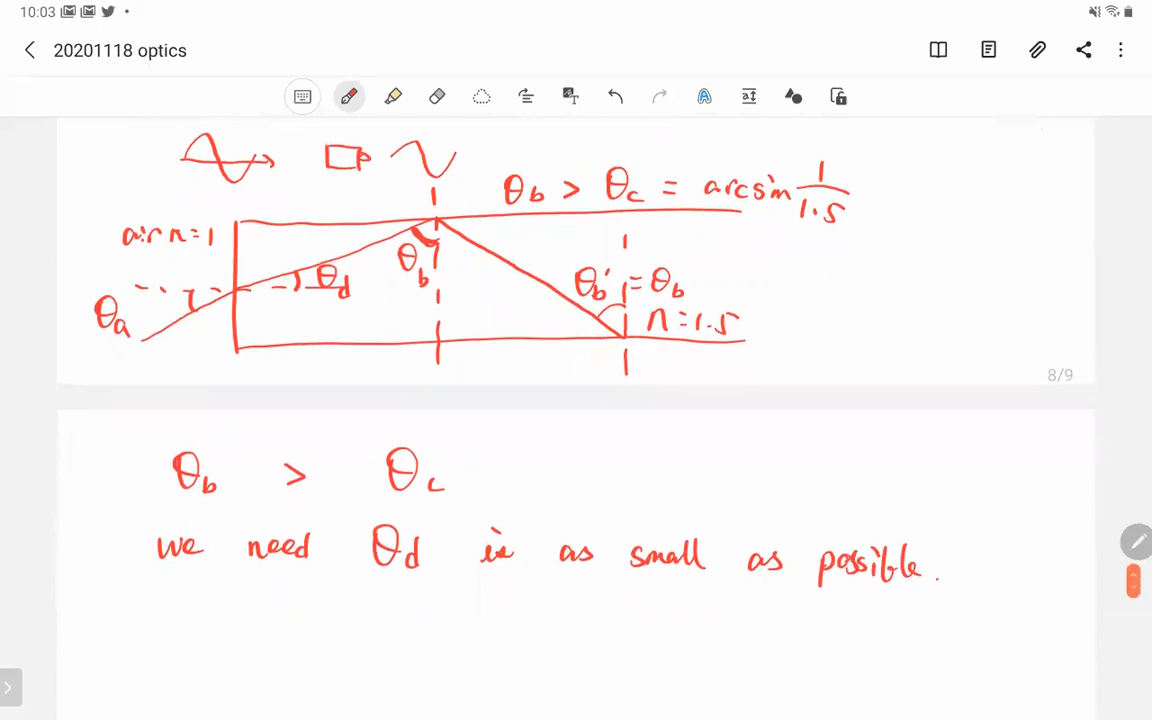 10:03
20201118 optics
θb > θc = arcsin 1/1.5
air n=1
θa
θd
θb
θb' = θb
n=1.5
8/9
θb > θc
we need θd is as small as possible.